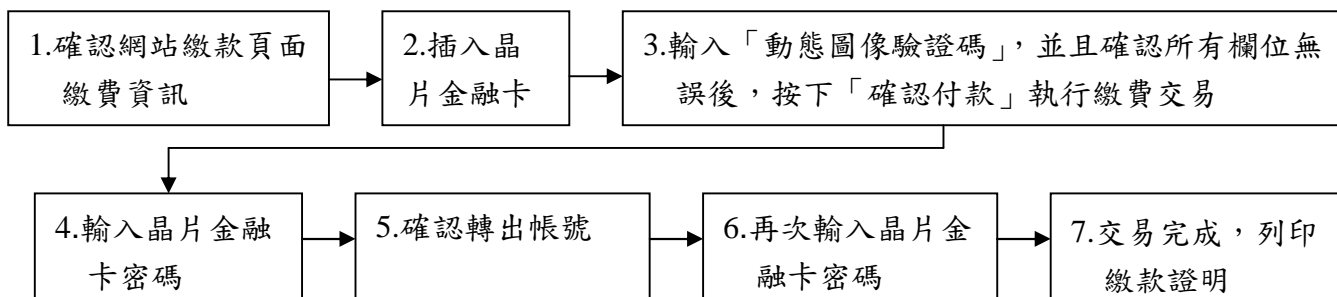 1.確認網站繳款頁面
繳費資訊
2.插入晶
片金融卡
3.輸入「動態圖像驗證碼」，並且確認所有欄位無
誤後，按下「確認付款」執行繳費交易
4.輸入晶片金融
卡密碼
5.確認轉出帳號
6.再次輸入晶片金
融卡密碼
7.交易完成，列印
繳款證明